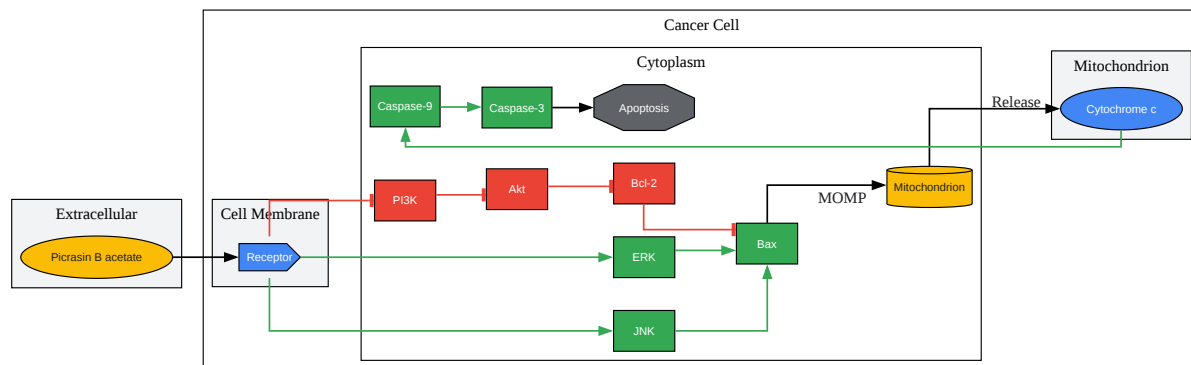 Cancer Cell
Cytoplasm
Mitochondrion
Caspase-9
Caspase-3
Apoptosis
Release
Cytochrome c
PI3K
Akt
Bcl-2
Mitochondrion
MOMP
Extracellular
Cell Membrane
Picrasin B acetate
Receptor
ERK
Bax
JNK